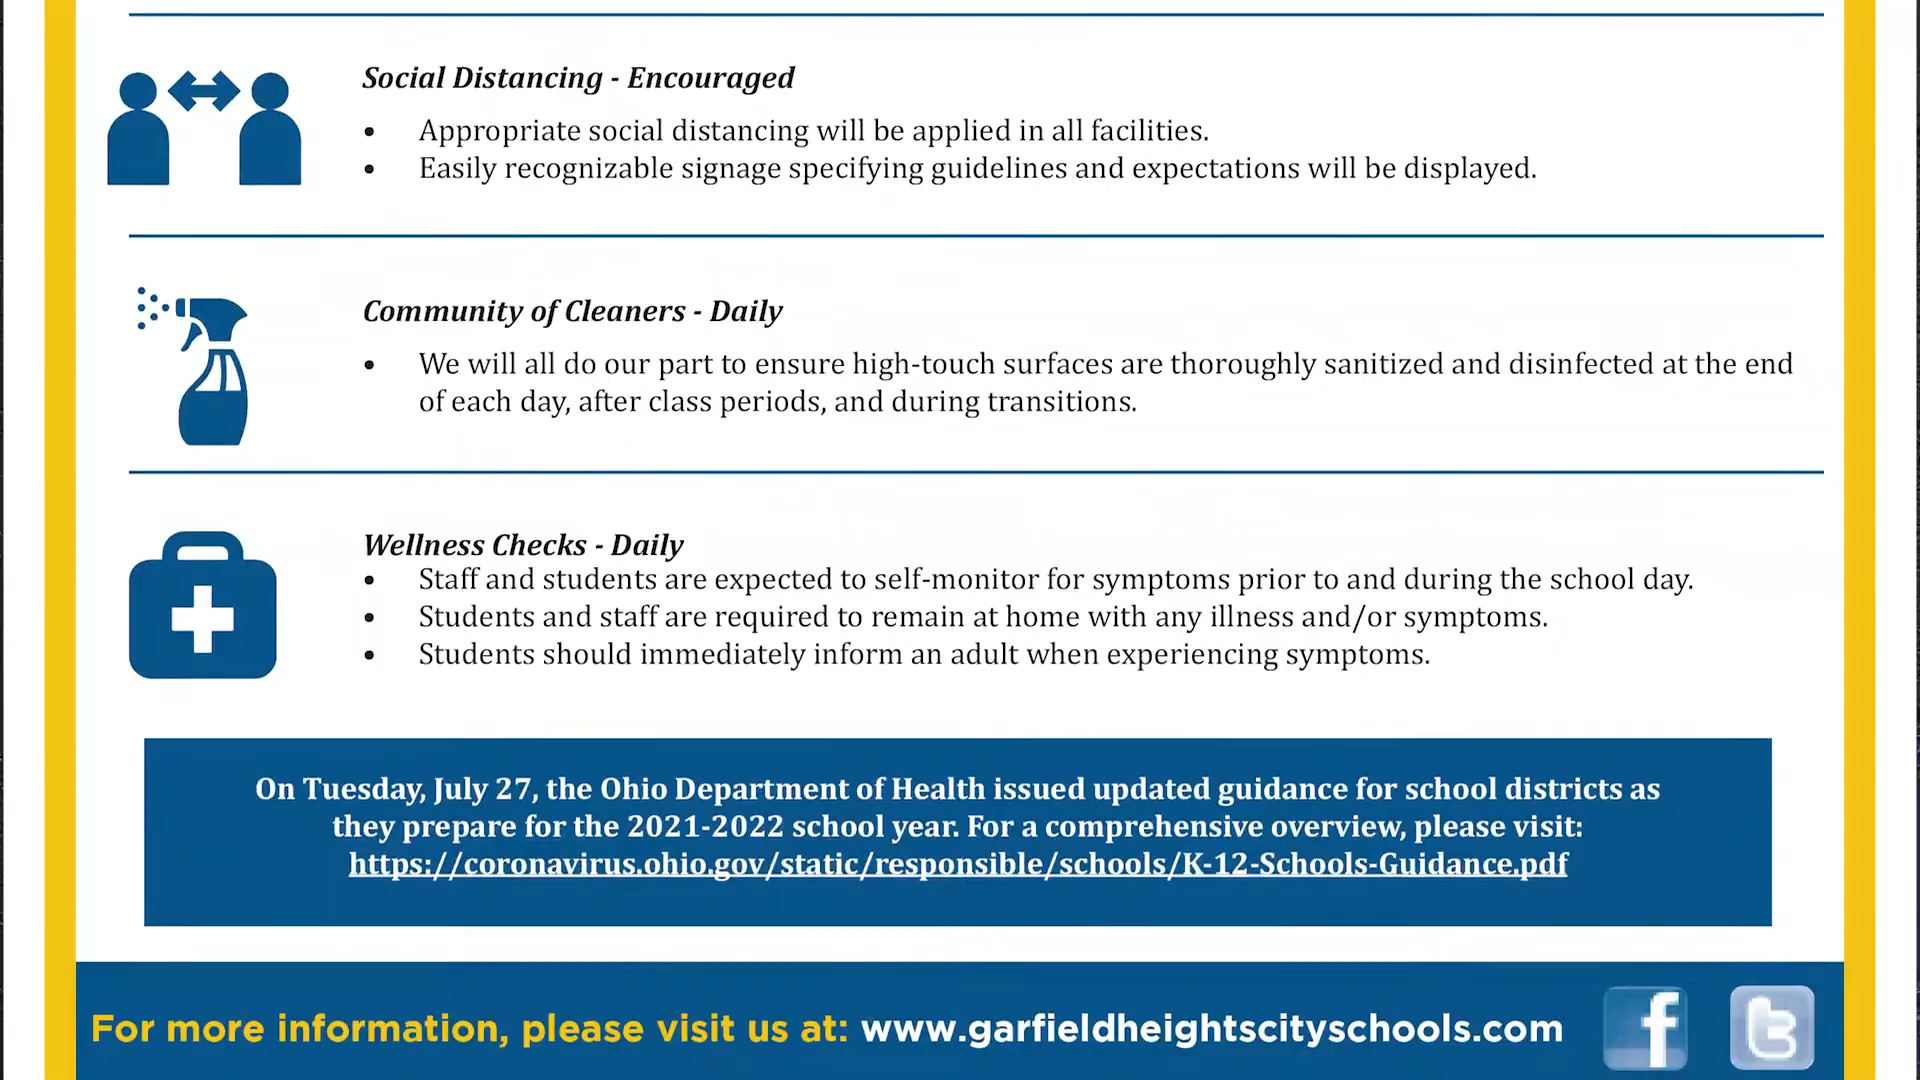 Social Distancing - Encouraged
• Appropriate social distancing will be applied in all facilities.
• Easily recognizable signage specifying guidelines and expectations will be displayed.
Community of Cleaners - Daily
• We will all do our part to ensure high-touch surfaces are thoroughly sanitized and disinfected at the end
of each day, after class periods, and during transitions.
Wellness Checks - Daily
• Staff and students are expected to self-monitor for symptoms prior to and during the school day.
• Students and staff are required to remain at home with any illness and/or symptoms.
• Students should immediately inform an adult when experiencing symptoms.
On Tuesday, July 27, the Ohio Department of Health issued updated guidance for school districts as
they prepare for the 2021-2022 school year. For a comprehensive overview, please visit:
https://coronavirus.ohio.gov/static/responsible/schools/K-12-Schools-Guidance.pdf
For more information, please visit us at: www.garfieldheightscityschools.com f t